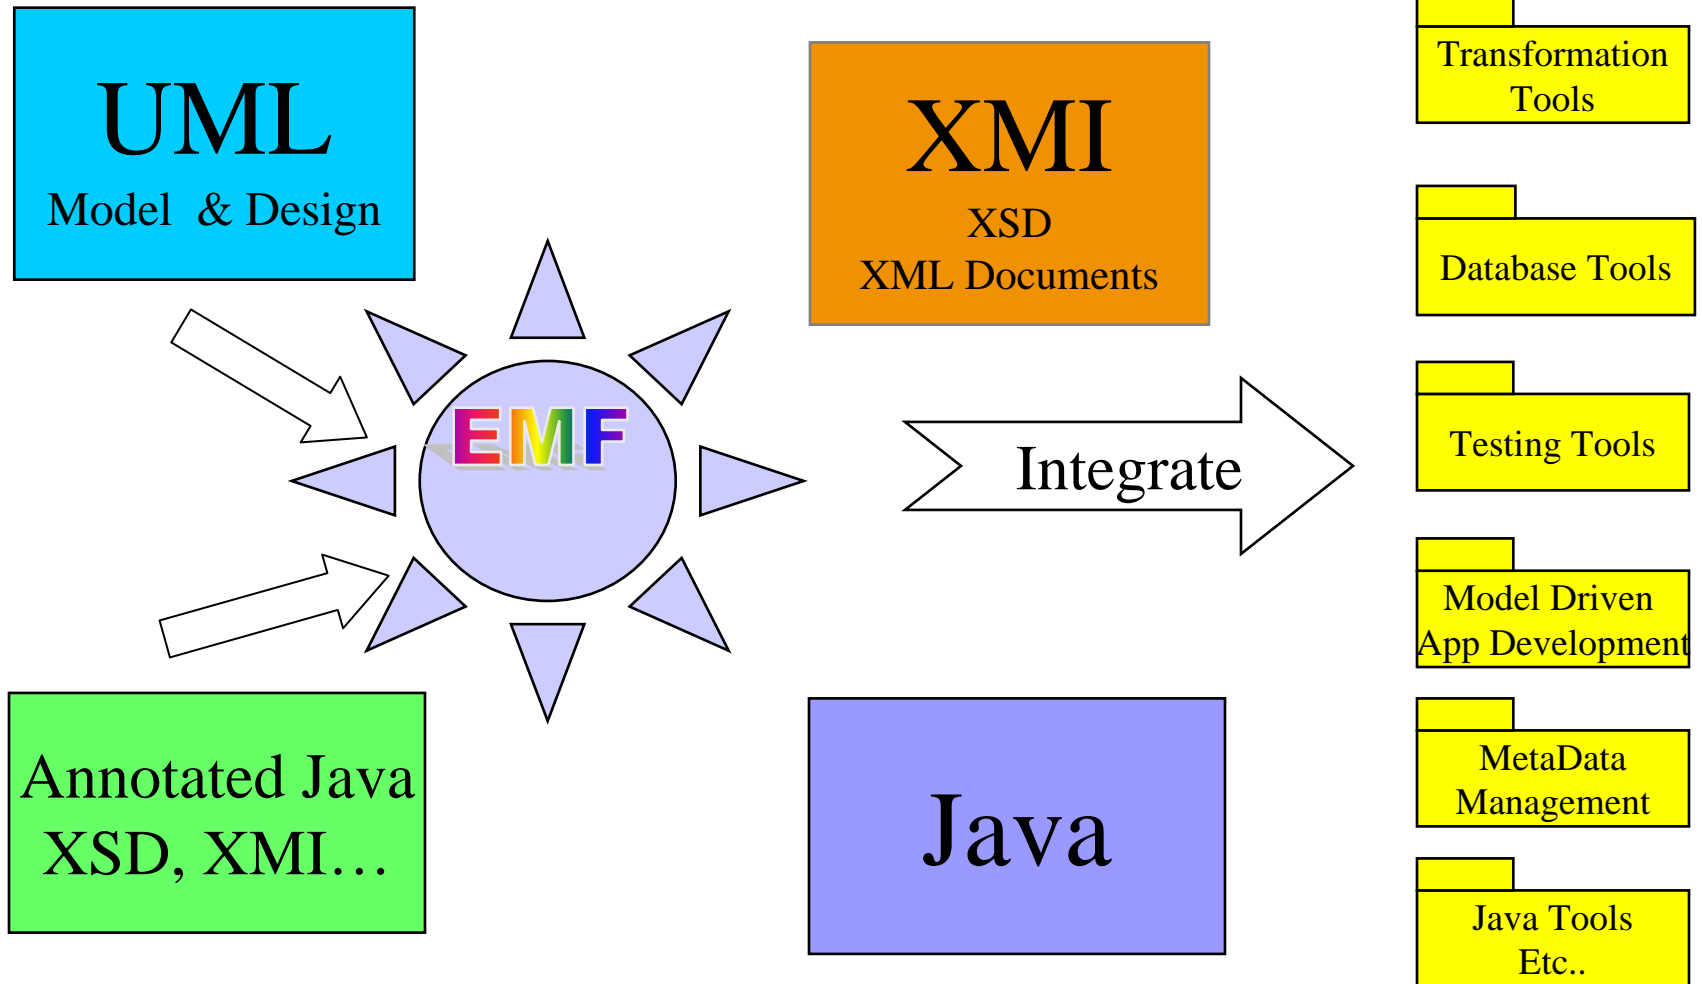 UML
Model & Design
XMI
XSD
XML Documents
EMF
Annotated Java
XSD, XMI…
Java
Integrate
Transformation
Tools
Database Tools
Testing Tools
Model Driven
App Development
MetaData
Management
Java Tools
Etc..